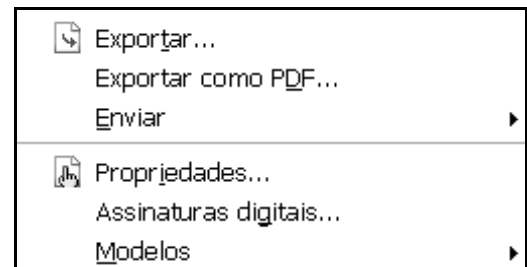 Exportar...
Exportar como PDF...
Enviar
Propriedades...
Assinaturas digitais...
Modelos